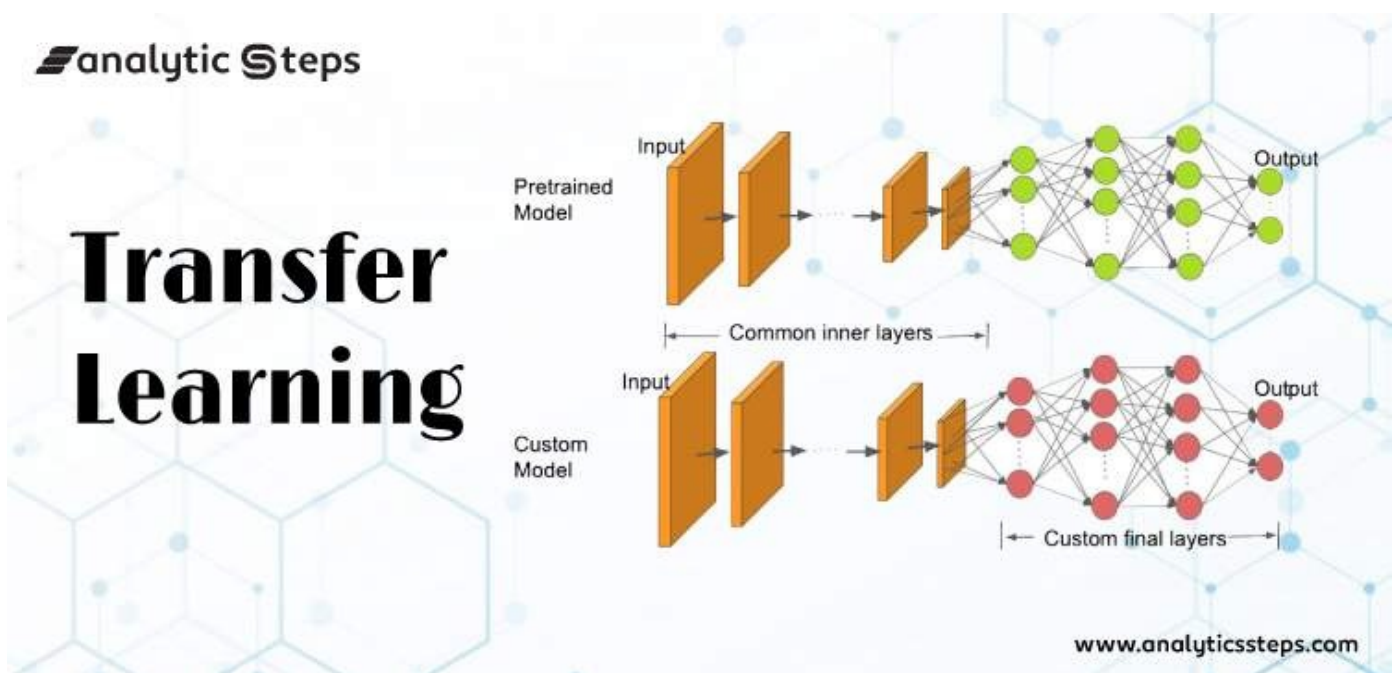 analytic Steps
Transfer
Learning
Input
Pretrained
Model
Output
Common inner layers
Input
Custom
Model
Output
Custom final layers
www.analyticssteps.com